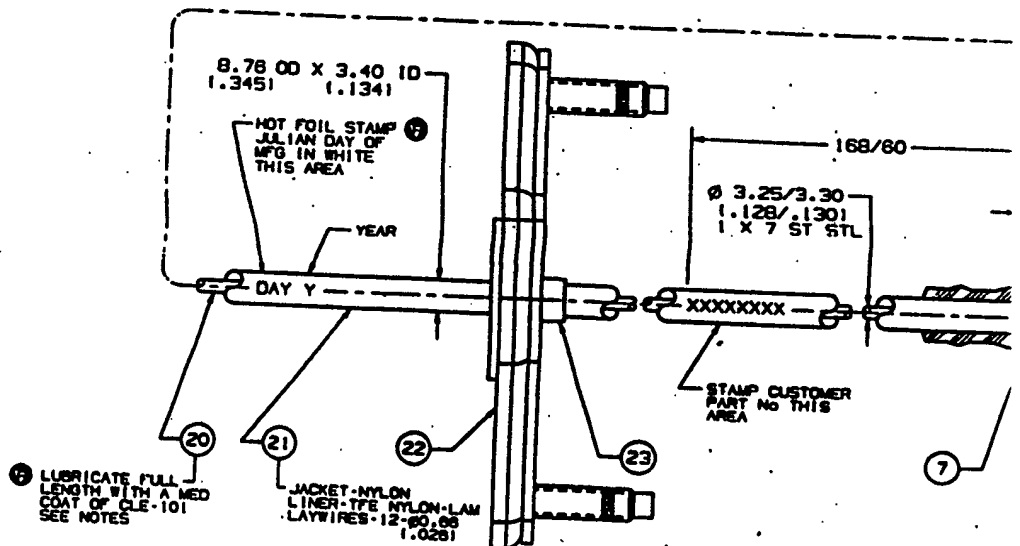 8.76 OD X 3.40 ID
(.345) (.134)
HOT FOIL STAMP
JULIAN DAY OF
MFG IN WHITE
THIS AREA
YEAR
DAY Y
168/60
Ø 3.25/3.30
(.128/.130)
1 X 7 ST STL
XXXXXXXX
STAMP CUSTOMER
PART No THIS
AREA
20
21
22
23
7
LUBRICATE FULL
LENGTH WITH A MED
COAT OF CLE-101
SEE NOTES
JACKET-NYLON
LINER-TFE NYLON-LAM
LAYWIRES-12-Ø0.66
(.026)